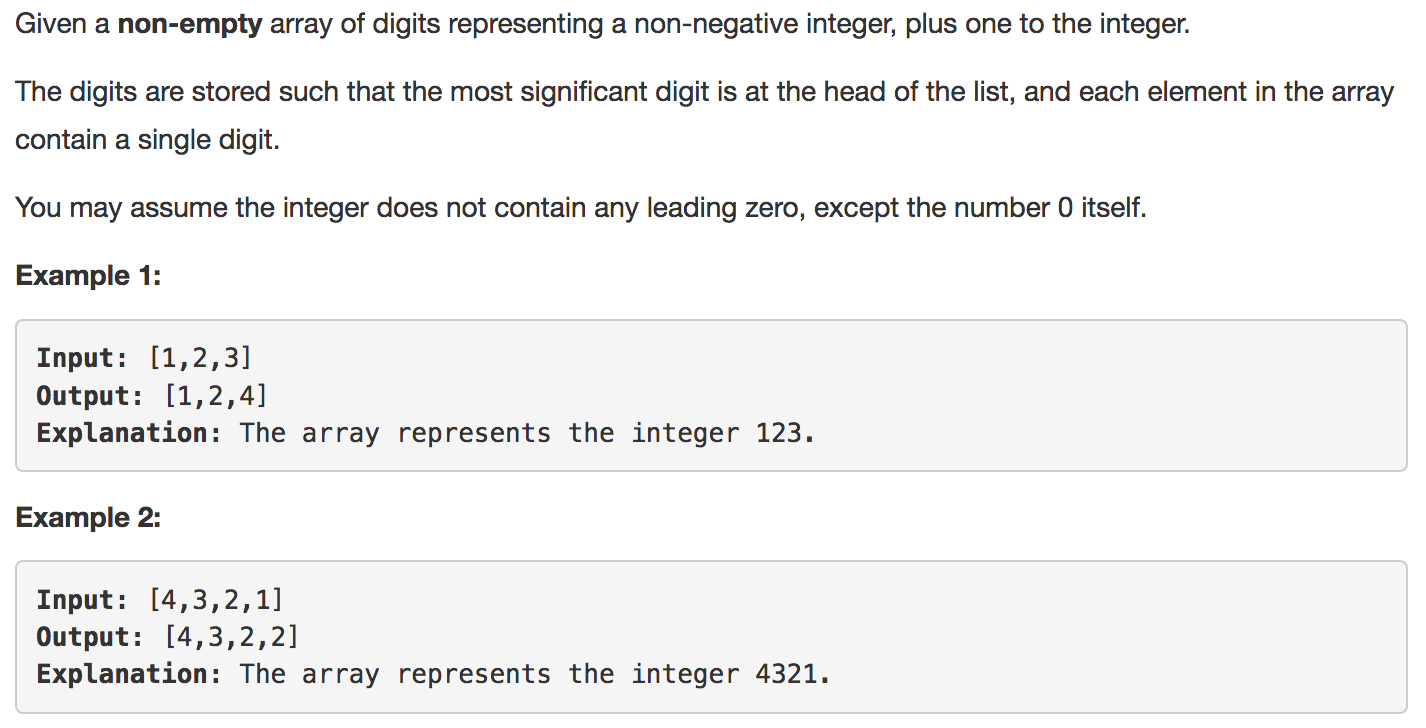 Given a non-empty array of digits representing a non-negative integer, plus one to the integer.
The digits are stored such that the most significant digit is at the head of the list, and each element in the array
contain a single digit.
You may assume the integer does not contain any leading zero, except the number 0 itself.
Example 1:
Input: [1,2,3]
Output: [1,2,4]
Explanation: The array represents the integer 123.
Example 2:
Input: [4,3,2,1]
Output: [4,3,2,2]
Explanation: The array represents the integer 4321.